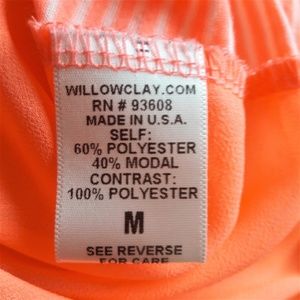 WILLOWCLAY.COM
RN # 93608
MADE IN U.S.A.
SELF:
60% POLYESTER
40% MODAL
CONTRAST:
100% POLYESTER
M
SEE REVERSE
FOR CARE